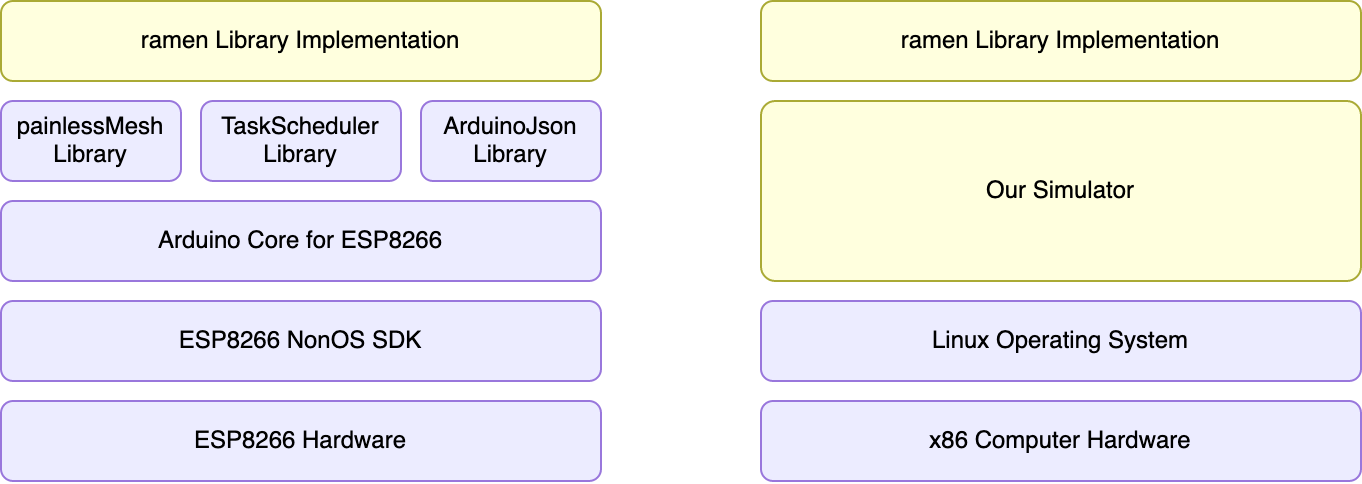 ramen Library Implementation
painlessMesh
Library
TaskScheduler
Library
ArduinoJson
Library
Arduino Core for ESP8266
ESP8266 NonOS SDK
ESP8266 Hardware
ramen Library Implementation
Our Simulator
Linux Operating System
x86 Computer Hardware